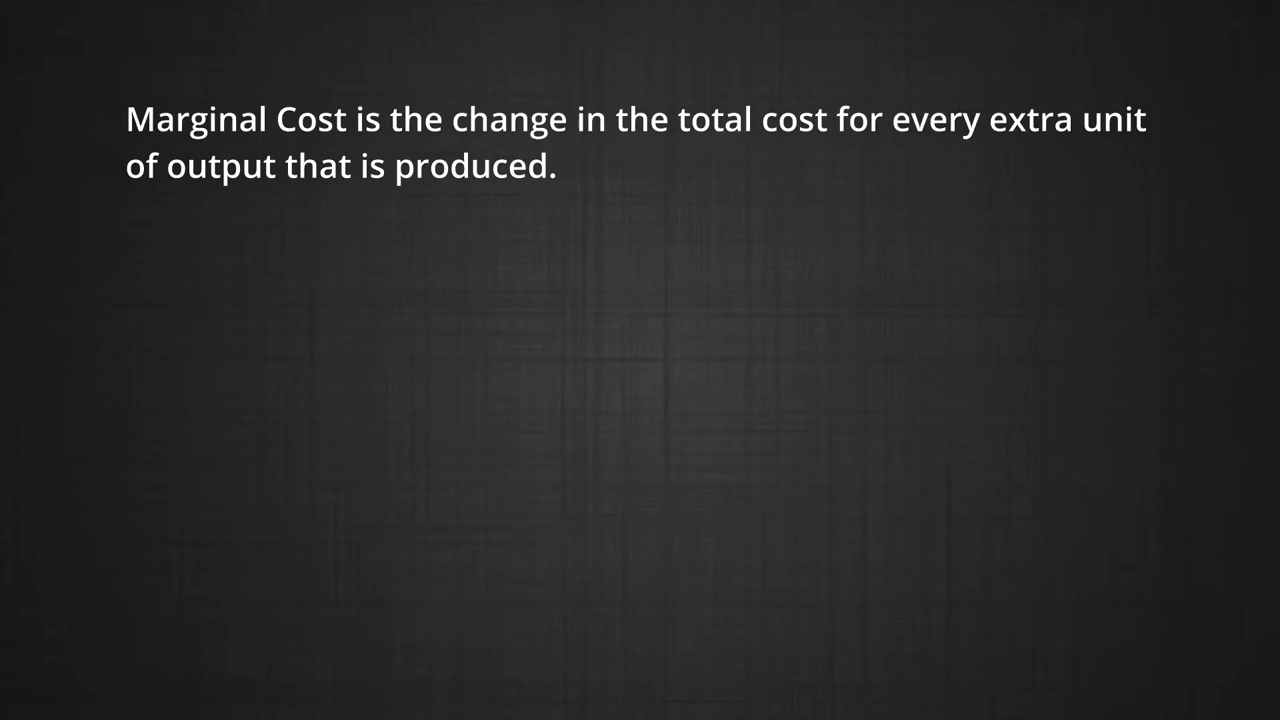 Marginal Cost is the change in the total cost for every extra unit
of output that is produced.